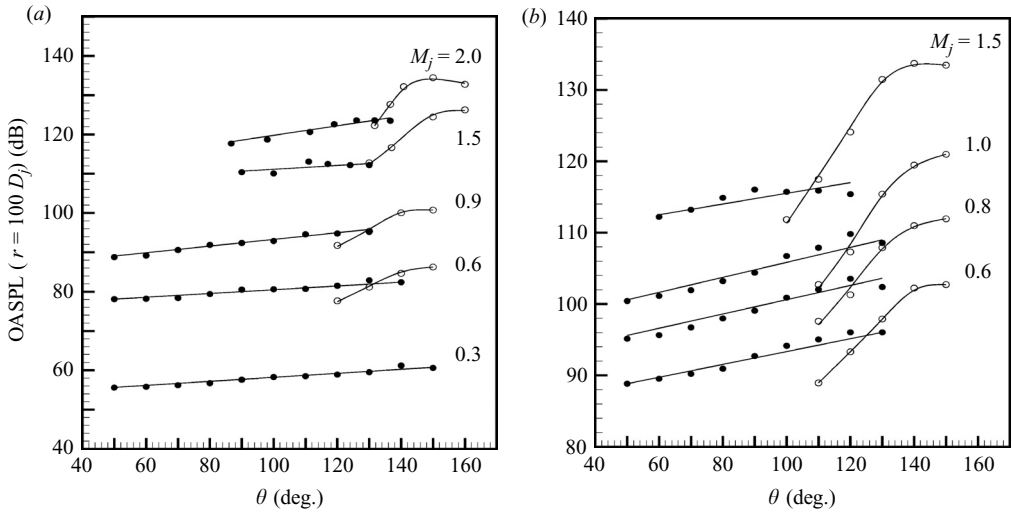 (a)
140
120
100
80
60
40
OASPL ( r = 100 D_j) (dB)
M_j = 2.0
1.5
0.9
0.6
0.3
40 60 80 100 120 140 160
θ (deg.)
(b)
140
130
120
110
100
90
80
M_j = 1.5
1.0
0.8
0.6
40 60 80 100 120 140 160
θ (deg.)